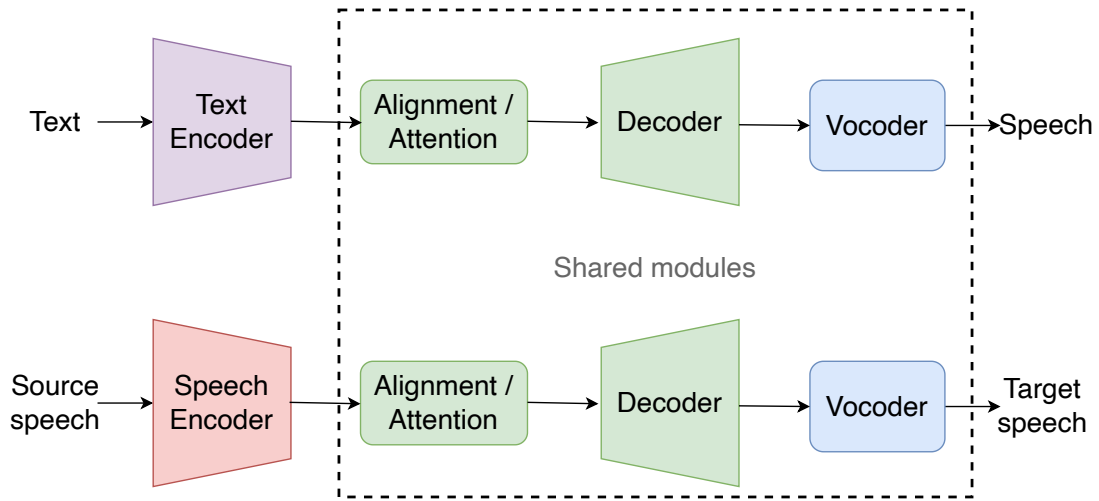 Text
Text
Encoder
Alignment /
Attention
Decoder
Vocoder
Speech
Shared modules
Source
speech
Speech
Encoder
Alignment /
Attention
Decoder
Vocoder
Target
speech